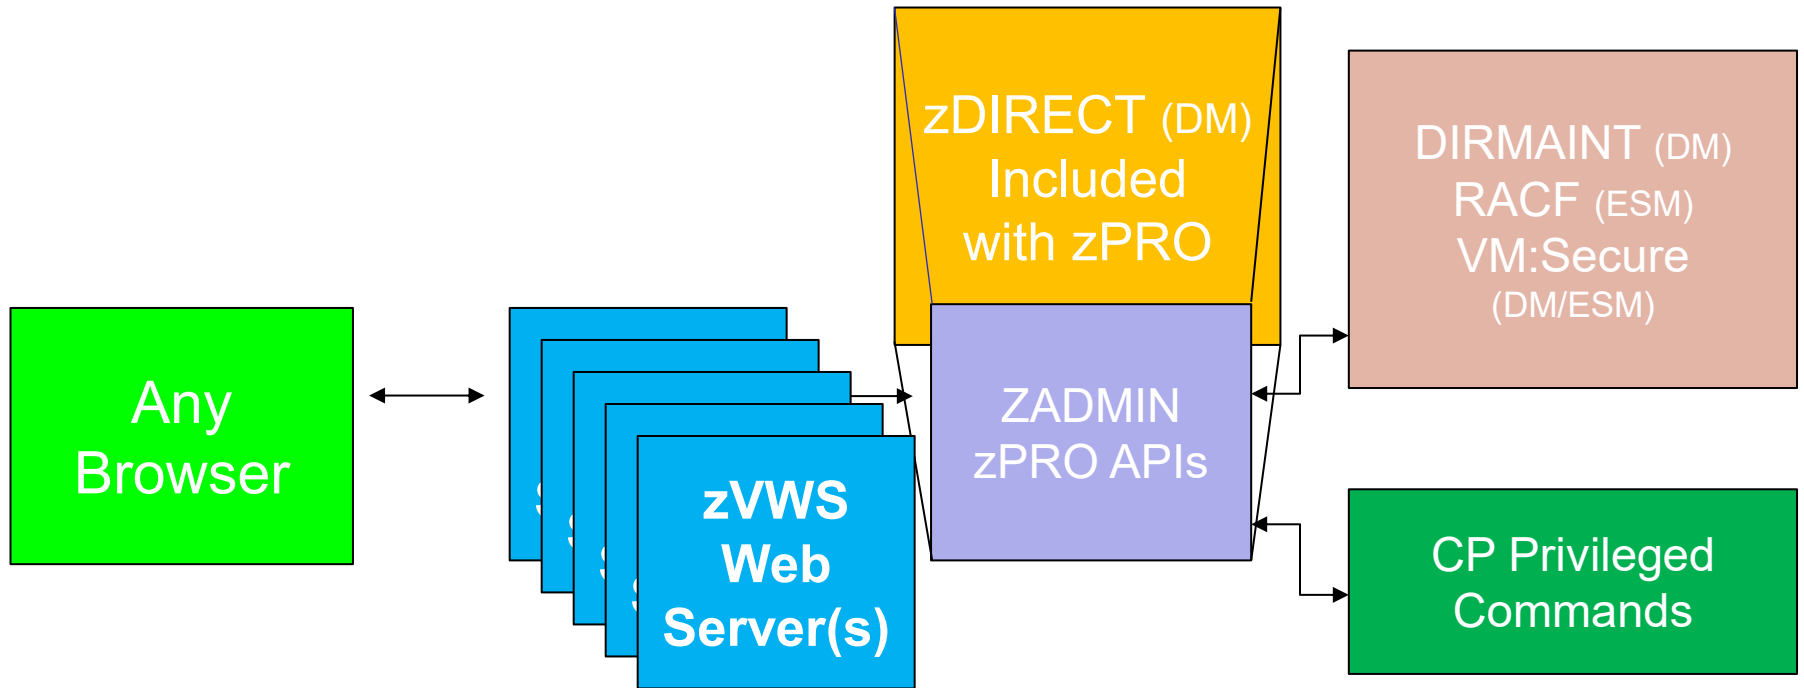 Any
Browser
zVWS
Web
Server(s)
zDIRECT (DM)
Included
with zPRO
ZADMIN
zPRO APIs
DIRMAINT (DM)
RACF (ESM)
VM:Secure
(DM/ESM)
CP Privileged
Commands